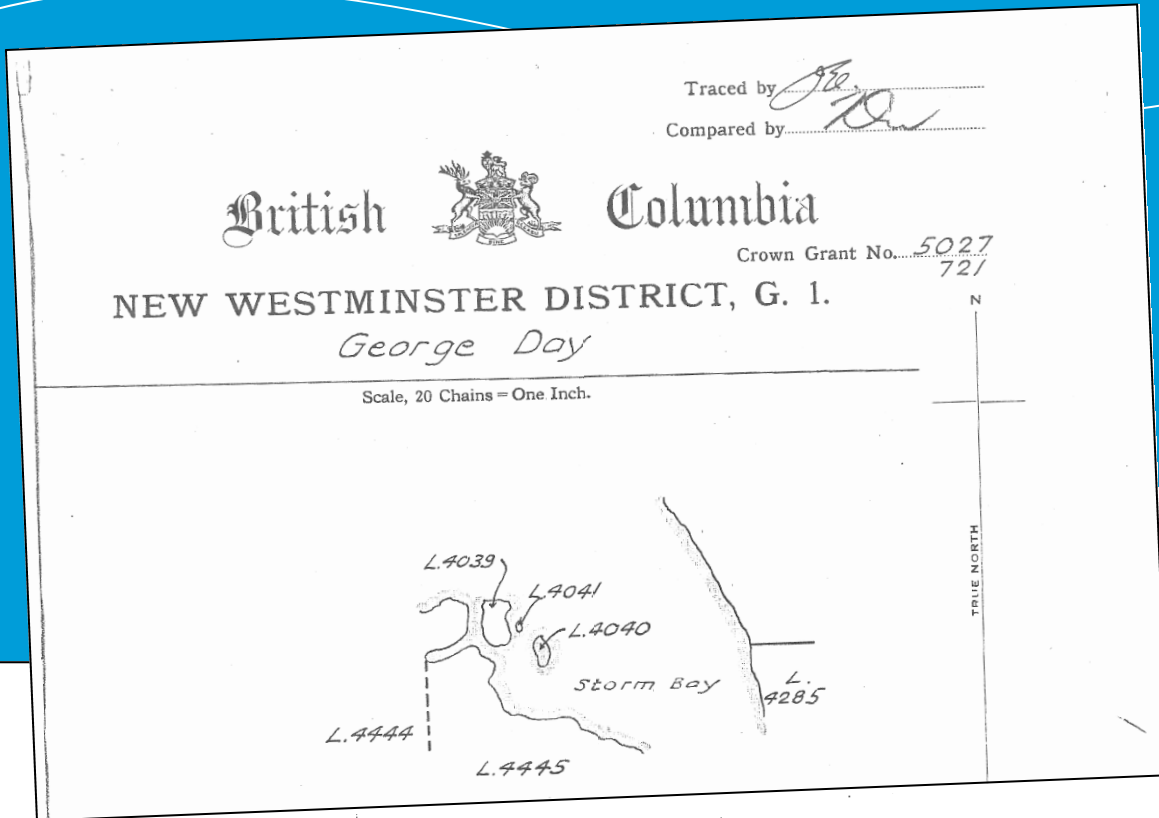 Traced by
Compared by
British Columbia
Crown Grant No. 5027
721
NEW WESTMINSTER DISTRICT, G. 1.
George Day
Scale, 20 Chains = One Inch.
N
TRUE NORTH
L.4039
L.4041
L.4040
Storm Bay
L.
4285
L.4444
L.4445